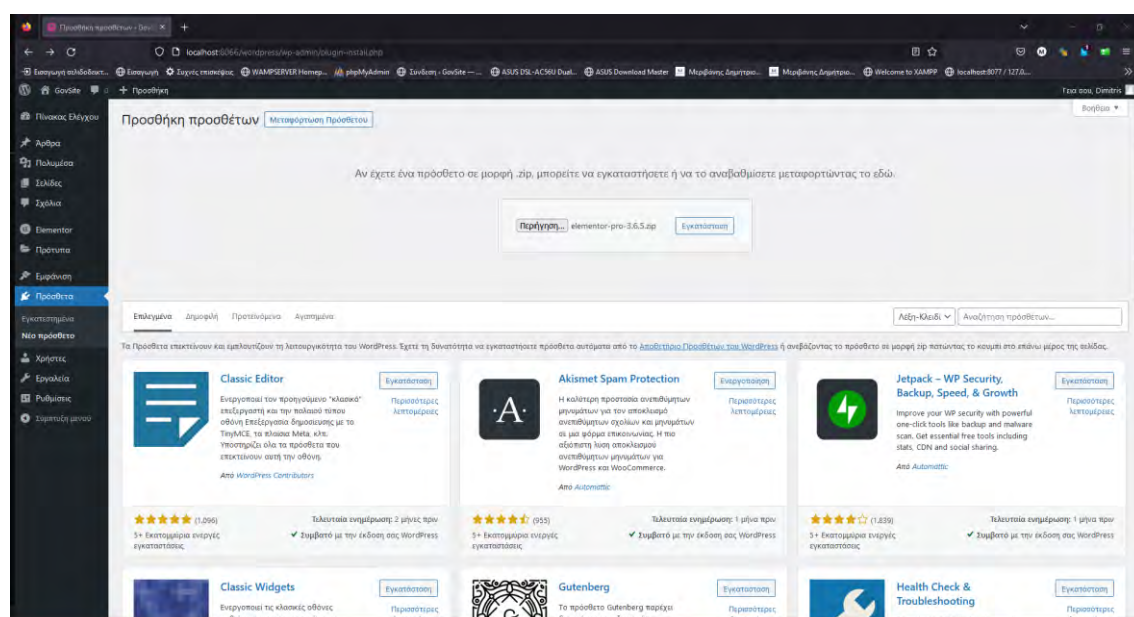 Προσθήκη προσθ
localhost:8066/wordpress/wp-admin/plugin-install.php
Εισαγωγή σελιδοδεικτ... Εισαγωγή Συχνές επισκέψεις WAMPSERVER Homep... phpMyAdmin Σύνδεση ‹ GovSite —... ASUS DSL-AC56U Dual... ASUS Download Master Μερβάνης Δημήτριο... Μερβάνης Δημήτριο... Welcome to XAMPP localhost:8077 / 127.0...
GovSite 0 + Προσθήκη Γεια σου, Dimitris
Βοήθεια
Πίνακας Ελέγχου
Άρθρα
Πολυμέσα
Σελίδες
Σχόλια
Elementor
Πρότυπα
Εμφάνιση
Πρόσθετα
Εγκατεστημένα
Νέο πρόσθετο
Χρήστες
Εργαλεία
Ρυθμίσεις
Σύμπτυξη μενού
Προσθήκη προσθέτων Μεταφόρτωση Πρόσθετου
Αν έχετε ένα πρόσθετο σε μορφή .zip, μπορείτε να εγκαταστήσετε ή να το αναβαθμίσετε μεταφορτώντας το εδώ.
Περιήγηση... elementor-pro-3.6.5.zip Εγκατάσταση
Επιλεγμένα Δημοφιλή Προτεινόμενα Αγαπημένα Λέξη-Κλειδί Αναζήτηση πρόσθετων...
Τα Πρόσθετα επεκτείνουν και εμπλουτίζουν τη λειτουργικότητα του WordPress. Έχετε τη δυνατότητα να εγκαταστήσετε πρόσθετα αυτόματα από το Αποθετήριο Προσθέτων του WordPress ή ανεβάζοντας το πρόσθετο σε μορφή zip πατώντας το κουμπί στο επάνω μέρος της σελίδας.
Classic Editor
Εγκατάσταση
Περισσότερες λεπτομέρειες
Ενεργοποιεί τον προηγούμενο "κλασικό"
επεξεργαστή και την παλαιού τύπου
οθόνη Επεξεργασία δημοσίευσης με το
TinyMCE, τα πλαίσια Meta, κλπ.
Υποστηρίζει όλα τα πρόσθετα που
επεκτείνουν αυτή την οθόνη.
Από WordPress Contributors
(1.096) Τελευταία ενημέρωση: 2 μήνες πριν
5+ Εκατομμύρια ενεργές
εγκαταστάσεις
Συμβατό με την έκδοση σας WordPress
Akismet Spam Protection
Ενεργοποίηση
Περισσότερες λεπτομέρειες
Η καλύτερη προστασία ανεπιθύμητων
μηνυμάτων για τον αποκλεισμό
ανεπιθύμητων σχολίων και μηνυμάτων
σε μια φόρμα επικοινωνίας. Η πιο
αξιόπιστη λύση αποκλεισμού
ανεπιθύμητων μηνυμάτων για
WordPress και WooCommerce.
Από Automattic
(955) Τελευταία ενημέρωση: 1 μήνα πριν
5+ Εκατομμύρια ενεργές
εγκαταστάσεις
Συμβατό με την έκδοση σας WordPress
Jetpack – WP Security,
Backup, Speed, & Growth
Εγκατάσταση
Περισσότερες λεπτομέρειες
Improve your WP security with powerful
one-click tools like backup and malware
scan. Get essential free tools including
stats, CDN and social sharing.
Από Automattic
(1.839) Τελευταία ενημέρωση: 1 μήνα πριν
5+ Εκατομμύρια ενεργές
εγκαταστάσεις
Συμβατό με την έκδοση σας WordPress
Classic Widgets
Εγκατάσταση
Ενεργοποιεί τις κλασικές οθόνες Περισσότερες
Gutenberg
Εγκατάσταση
Το πρόσθετο Gutenberg παρέχει Περισσότερες
Health Check &
Troubleshooting
Εγκατάσταση
Περισσότερες